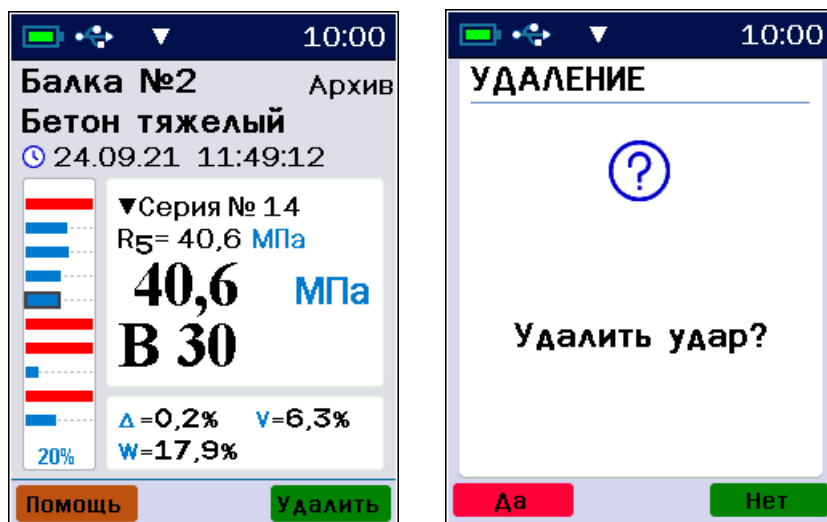 10:00
Балка №2 Архив
Бетон тяжелый
24.09.21 11:49:12
▼Серия № 14
R5= 40,6 МПа
40,6 МПа
В 30
Δ=0,2% V=6,3%
W=17,9%
20%
Помощь Удалить
10:00
УДАЛЕНИЕ
?
Удалить удар?
Да Нет